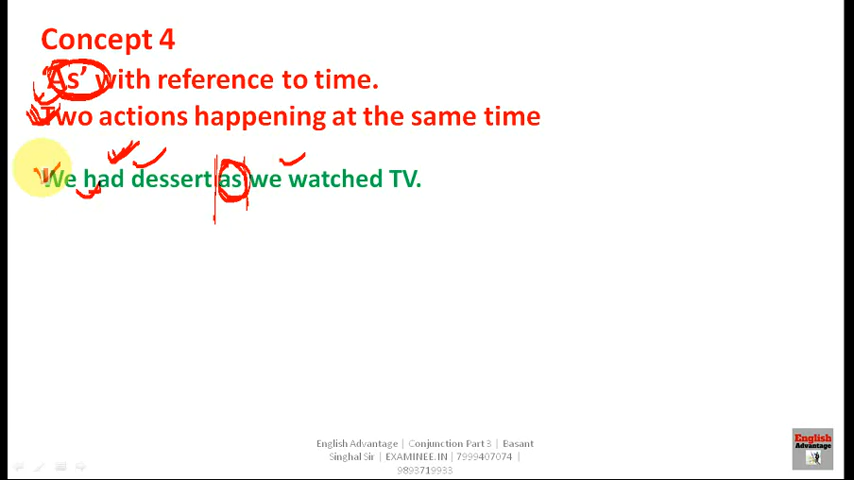 Concept 4
'As' with reference to time.
Two actions happening at the same time
We had dessert as we watched TV.
English Advantage | Conjunction Part 3 | Basant
Singhal Sir | EXAMINEE.IN | 7999407074 |
9893719933
English
Advantage